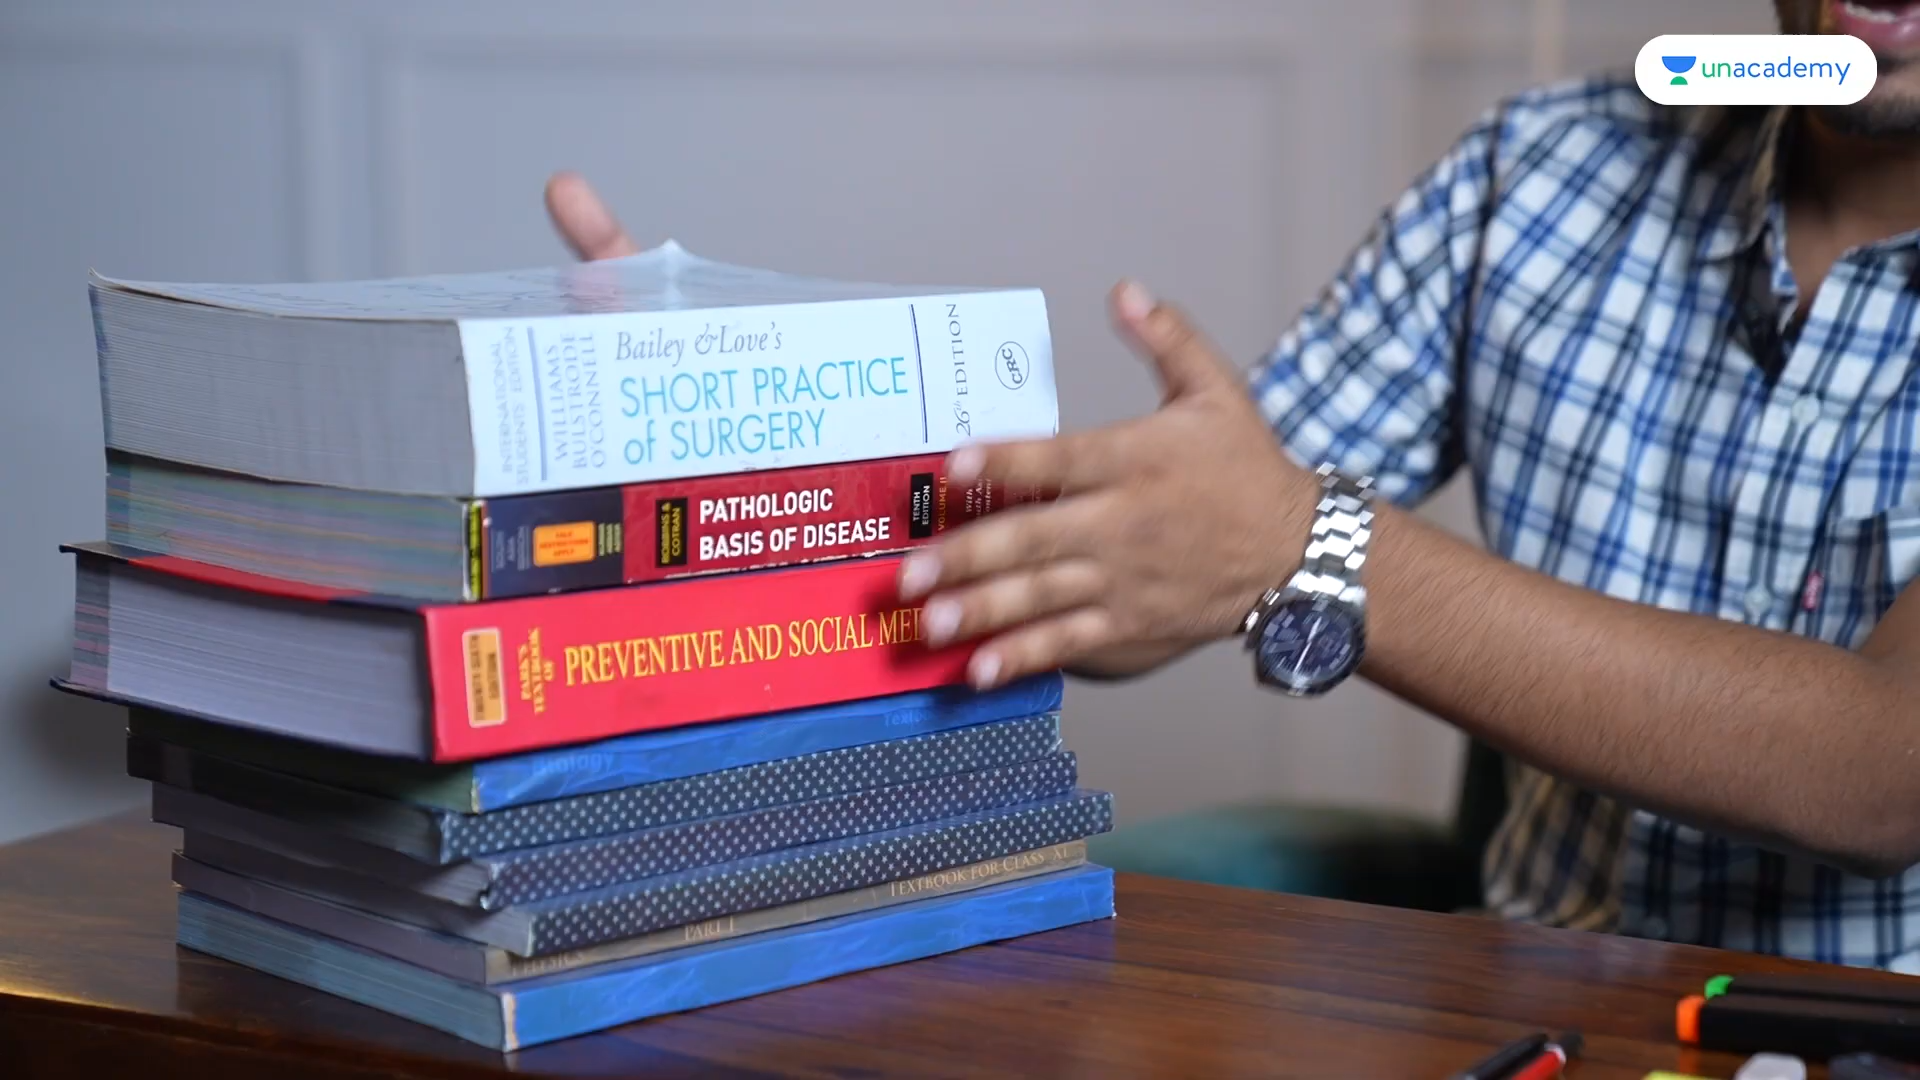 unacademy
INTERNATIONAL
STUDENTS' EDITION
WILLIAMS
BULSTRODE
O'CONNELL
Bailey & Love's
SHORT PRACTICE
of SURGERY
26th EDITION
CRC
ROBBINS &
COTRAN
PATHOLOGIC
BASIS OF DISEASE
TENTH
EDITION
VOLUME II
PARK'S
TEXTBOOK
OF
PREVENTIVE AND SOCIAL MED
Biology
PHYSICS
PART I
TEXTBOOK FOR CLASS XI